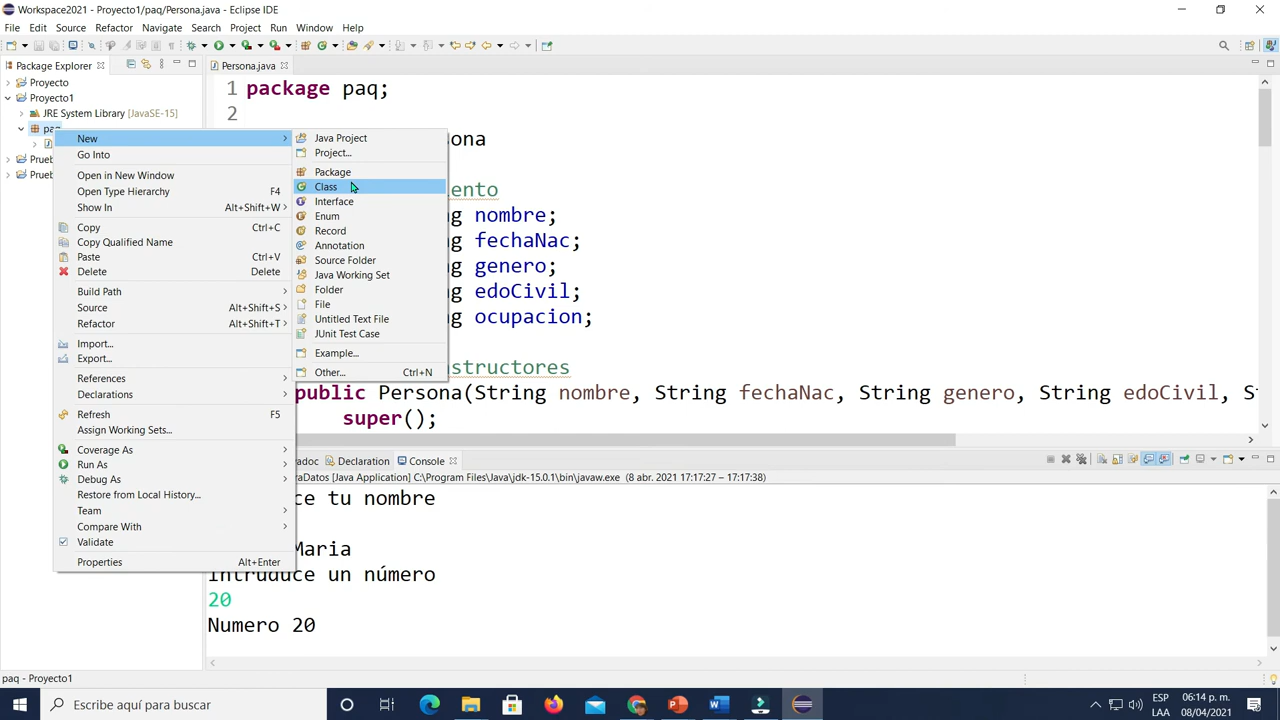 Workspace2021 - Proyecto1/paq/Persona.java - Eclipse IDE
File Edit Source Refactor Navigate Search Project Run Window Help
Package Explorer
Proyecto
Proyecto1
JRE System Library [JavaSE-15]
New
Go Into
Open in New Window
Open Type Hierarchy F4
Show In Alt+Shift+W
Copy Ctrl+C
Copy Qualified Name
Paste Ctrl+V
Delete Delete
Build Path
Source Alt+Shift+S
Refactor Alt+Shift+T
Import...
Export...
References
Declarations
Refresh F5
Assign Working Sets...
Coverage As
Run As
Debug As
Restore from Local History...
Team
Compare With
Validate
Properties Alt+Enter
Java Project
Project...
Package
Class
Interface
Enum
Record
Annotation
Source Folder
Java Working Set
Folder
File
Untitled Text File
JUnit Test Case
Example...
Other... Ctrl+N
Persona.java
1 package paq;
2
nombre;
fechaNac;
genero;
edoCivil;
ocupacion;
public Persona(String nombre, String fechaNac, String genero, String edoCivil, St
super();
Declaration Console
[Java Application] C:\Program Files\Java\jdk-15.0.1\bin\javaw.exe (8 abr. 2021 17:17:27 – 17:17:38)
tu nombre
Maria
Intruduce un número
20
Numero 20
paq - Proyecto1
Escribe aquí para buscar
ESP 06:14 p. m.
LAA 08/04/2021